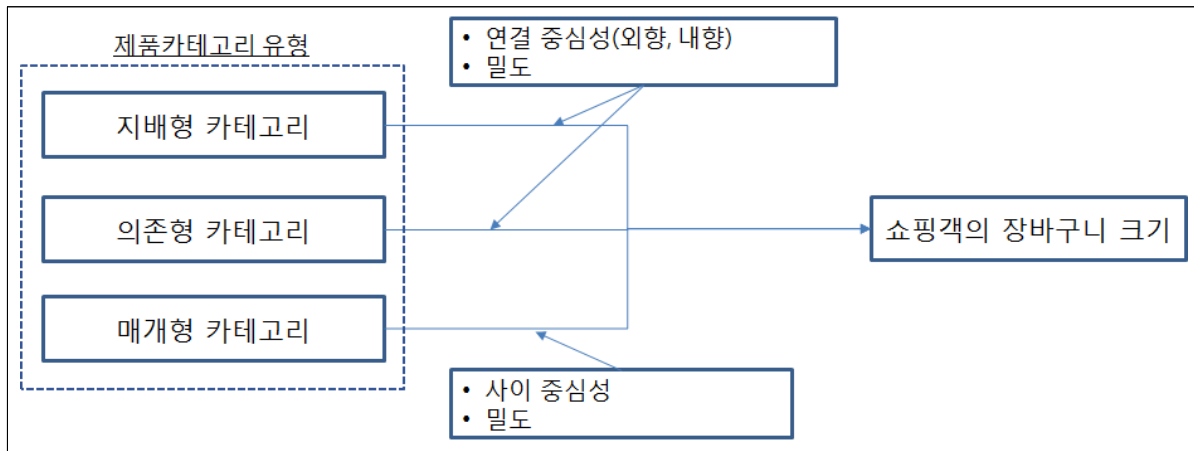 제품카테고리 유형
• 연결 중심성(외향, 내향)
• 밀도
지배형 카테고리
의존형 카테고리
쇼핑객의 장바구니 크기
매개형 카테고리
• 사이 중심성
• 밀도